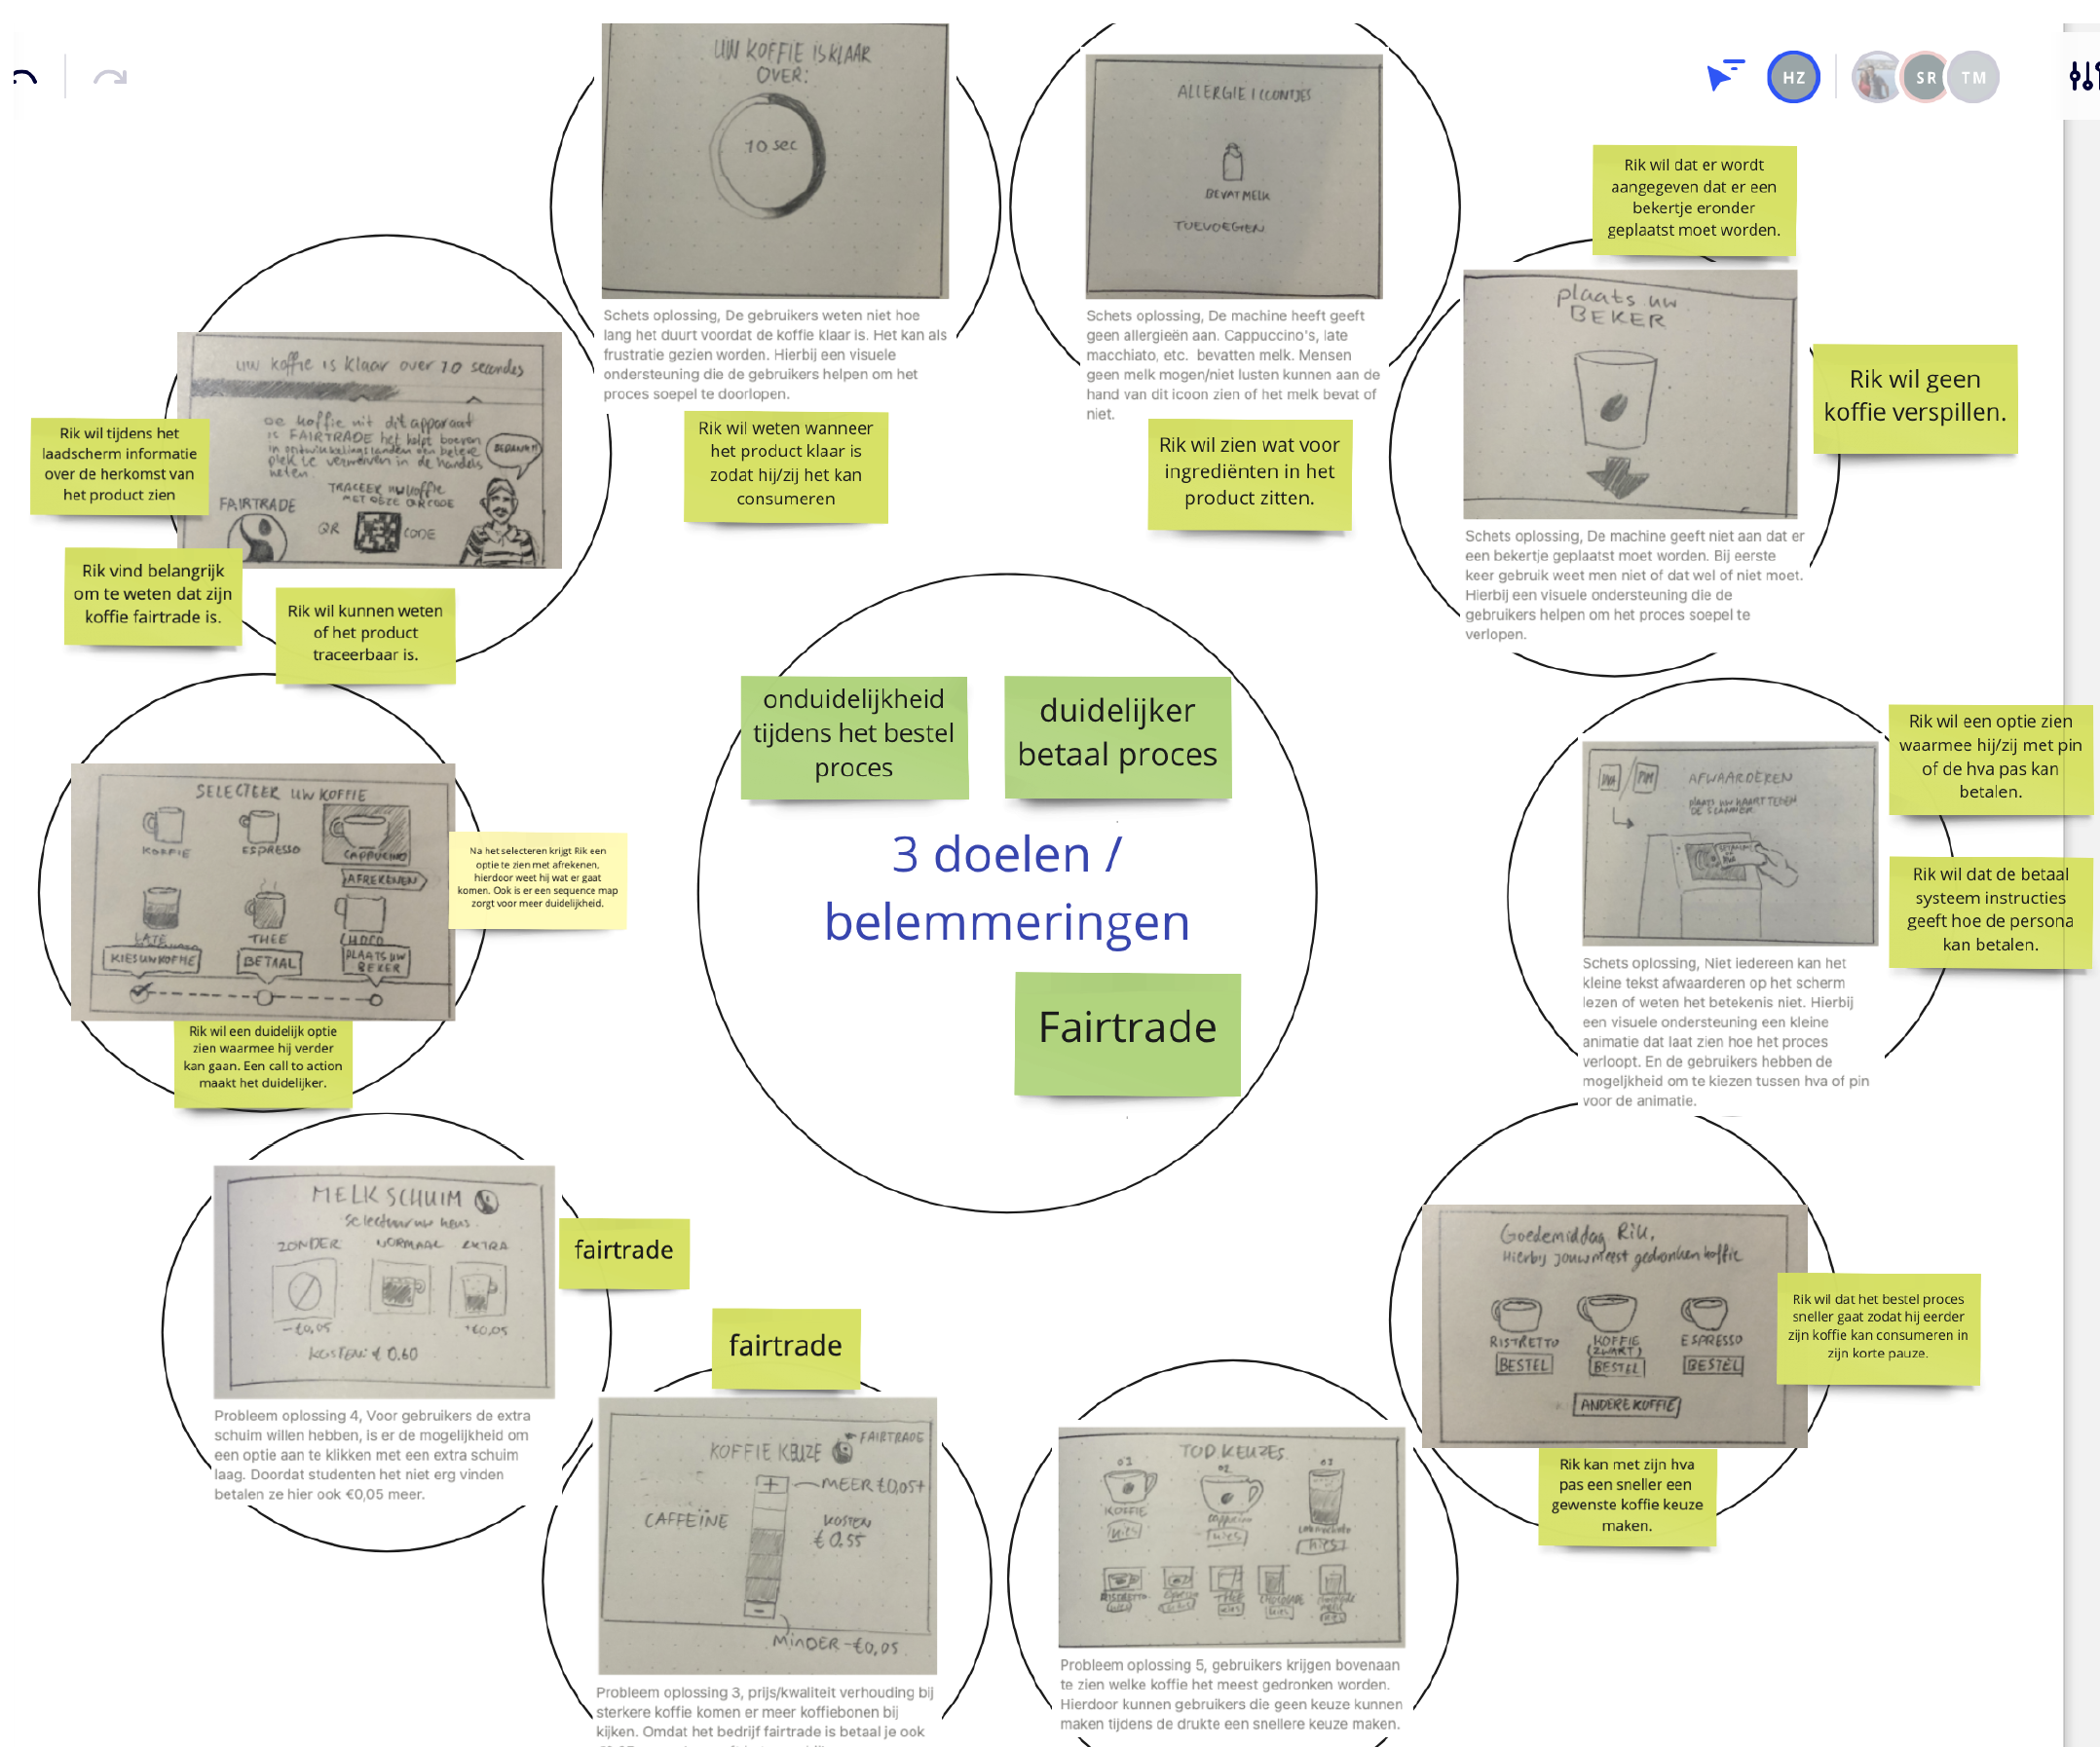 HZ
SR
TM
UW KOFFIE IS KLAAR
OVER:
10 sec
Schets oplossing, De gebruikers weten niet hoe
lang het duurt voordat de koffie klaar is. Het kan als
frustratie gezien worden. Hierbij een visuele
ondersteuning die de gebruikers helpen om het
proces soepel te doorlopen.
Rik wil weten wanneer
het product klaar is
zodat hij/zij het kan
consumeren
ALLERGIE ICOONTJES
BEVAT MELK
TOEVOEGEN
Schets oplossing, De machine heeft geeft
geen allergieën aan. Cappuccino's, late
macchiato, etc. bevatten melk. Mensen
geen melk mogen/niet lusten kunnen aan de
hand van dit icoon zien of het melk bevat of
niet.
Rik wil zien wat voor
ingrediënten in het
product zitten.
Rik wil dat er wordt
aangegeven dat er een
bekertje eronder
geplaatst moet worden.
plaats uw
BEKER
Rik wil geen
koffie verspillen.
Schets oplossing, De machine geeft niet aan dat er
een bekertje geplaatst moet worden. Bij eerste
keer gebruik weet men niet of dat wel of niet moet.
Hierbij een visuele ondersteuning die de
gebruikers helpen om het proces soepel te
verlopen.
uw koffie is klaar over 10 secondes
De koffie uit dit apparaat
is FAIRTRADE het helpt boeren
in ontwikkelingslanden een betere
plek te verwerven in de handels
keten.
BEDANKT!
TRACEER uw koffie
MET DEZE QR CODE
FAIRTRADE
QR
CODE
Rik wil tijdens het
laadscherm informatie
over de herkomst van
het product zien
Rik vind belangrijk
om te weten dat zijn
koffie fairtrade is.
Rik wil kunnen weten
of het product
traceerbaar is.
onduidelijkheid
tijdens het bestel
proces
duidelijker
betaal proces
3 doelen /
belemmeringen
Fairtrade
HVA / PIN
AFWAARDEREN
PLAATS UW KAART TEGEN
DE SCANNER
Rik wil een optie zien
waarmee hij/zij met pin
of de hva pas kan
betalen.
Rik wil dat de betaal
systeem instructies
geeft hoe de persona
kan betalen.
Schets oplossing, Niet iedereen kan het
kleine tekst afwaarderen op het scherm
lezen of weten het betekenis niet. Hierbij
een visuele ondersteuning een kleine
animatie dat laat zien hoe het proces
verloopt. En de gebruikers hebben de
mogeljkheid om te kiezen tussen hva of pin
voor de animatie.
SELECTEER UW KOFFIE
KOFFIE
ESPRESSO
CAPPUCINO
AFREKENEN
LATE
THEE
CHOCO
KIES UW KOFFIE
BETAAL
PLAATS UW
BEKER
Na het selecteren krijgt Rik een
optie te zien met afrekenen,
hierdoor weet hij wat er gaat
komen. Ook is er een sequence map
zorgt voor meer duidelijkheid.
Rik wil een duidelijk optie
zien waarmee hij verder
kan gaan. Een call to action
maakt het duidelijker.
MELK SCHUIM
Selecteer uw keus
ZONDER
NORMAAL
EXTRA
-€0,05
+€0,05
KOSTEN: € 0.60
Probleem oplossing 4, Voor gebruikers de extra
schuim willen hebben, is er de mogelijkheid om
een optie aan te klikken met een extra schuim
laag. Doordat studenten het niet erg vinden
betalen ze hier ook €0,05 meer.
fairtrade
fairtrade
KOFFIE KEUZE
FAIRTRADE
MEER €0,05+
CAFFEÏNE
KOSTEN
€ 0.55
MINDER -€0,05
Probleem oplossing 3, prijs/kwaliteit verhouding bij
sterkere koffie komen er meer koffiebonen bij
kijken. Omdat het bedrijf fairtrade is betaal je ook
TOP KEUZES
01
02
03
KOFFIE
cappucino
kies
kies
kies
RISTRETTO
THEE
kies
kies
kies
kies
kies
Probleem oplossing 5, gebruikers krijgen bovenaan
te zien welke koffie het meest gedronken worden.
Hierdoor kunnen gebruikers die geen keuze kunnen
maken tijdens de drukte een snellere keuze maken.
Goedemiddag Rik,
Hierbij jouw meest gedronken koffie
RISTRETTO
KOFFIE
(ZWART)
ESPRESSO
BESTEL
BESTEL
BESTEL
ANDERE KOFFIE
Rik wil dat het bestel proces
sneller gaat zodat hij eerder
zijn koffie kan consumeren in
zijn korte pauze.
Rik kan met zijn hva
pas een sneller een
gewenste koffie keuze
maken.